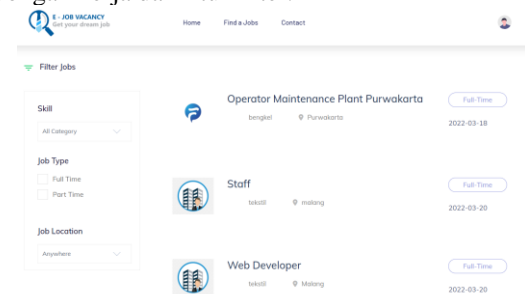 E - JOB VACANCY
Get your dream job
Home
Find a Jobs
Contact
Filter Jobs
Skill
All Category
Job Type
Full Time
Part Time
Job Location
Anywhere
Operator Maintenance Plant Purwakarta
bengkel
Purwakarta
Full-Time
2022-03-18
Staff
tekstil
malang
Full-Time
2022-03-20
Web Developer
tekstil
Malang
Full-Time
2022-03-20